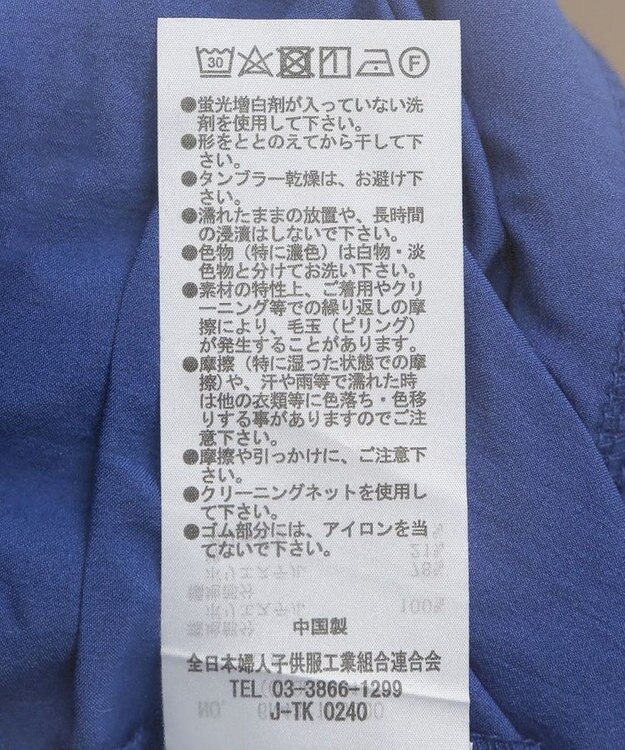 30 F
●蛍光増白剤が入っていない洗
剤を使用して下さい。
●形をととのえてから干して下
さい。
●タンブラー乾燥は、お避け下
さい。
●濡れたままの放置や、長時間
の浸漬はしないで下さい。
●色物（特に濃色）は白物・淡
色物と分けてお洗い下さい。
●素材の特性上、ご着用やクリ
ーニング等での繰り返しの摩
擦により、毛玉（ピリング）
が発生することがあります。
●摩擦（特に湿った状態での摩
擦）や、汗や雨等で濡れた時
は他の衣類等に色落ち・色移
りする事がありますのでご注
意下さい。
●摩擦や引っかけに、ご注意下
さい。
●クリーニングネットを使用し
て下さい。
●ゴム部分には、アイロンを当
てないで下さい。
中国製
全日本婦人子供服工業組合連合会
TEL 03-3866-1299
J-TK 0240